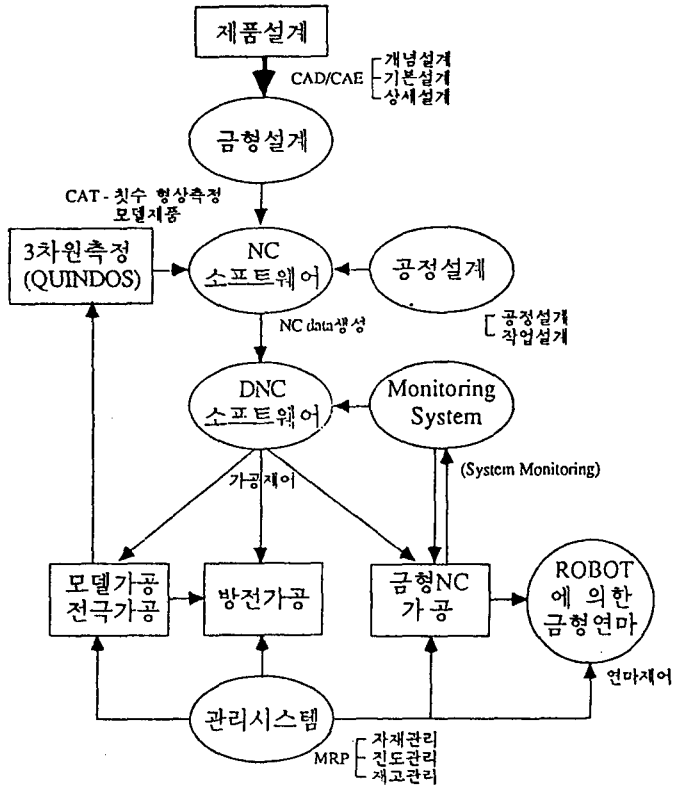 제품설계
CAD/CAE
개념설계
기본설계
상세설계
금형설계
CAT - 칫수 형상측정
모델제품
3차원측정
(QUINDOS)
NC
소프트웨어
공정설계
NC data생성
공정설계
작업설계
DNC
소프트웨어
Monitoring
System
가공제어
(System Monitoring)
모델가공
전극가공
방전가공
금형NC
가 공
ROBOT
에 의한
금형연마
연마제어
관리시스템
MRP
자재관리
진도관리
재고관리